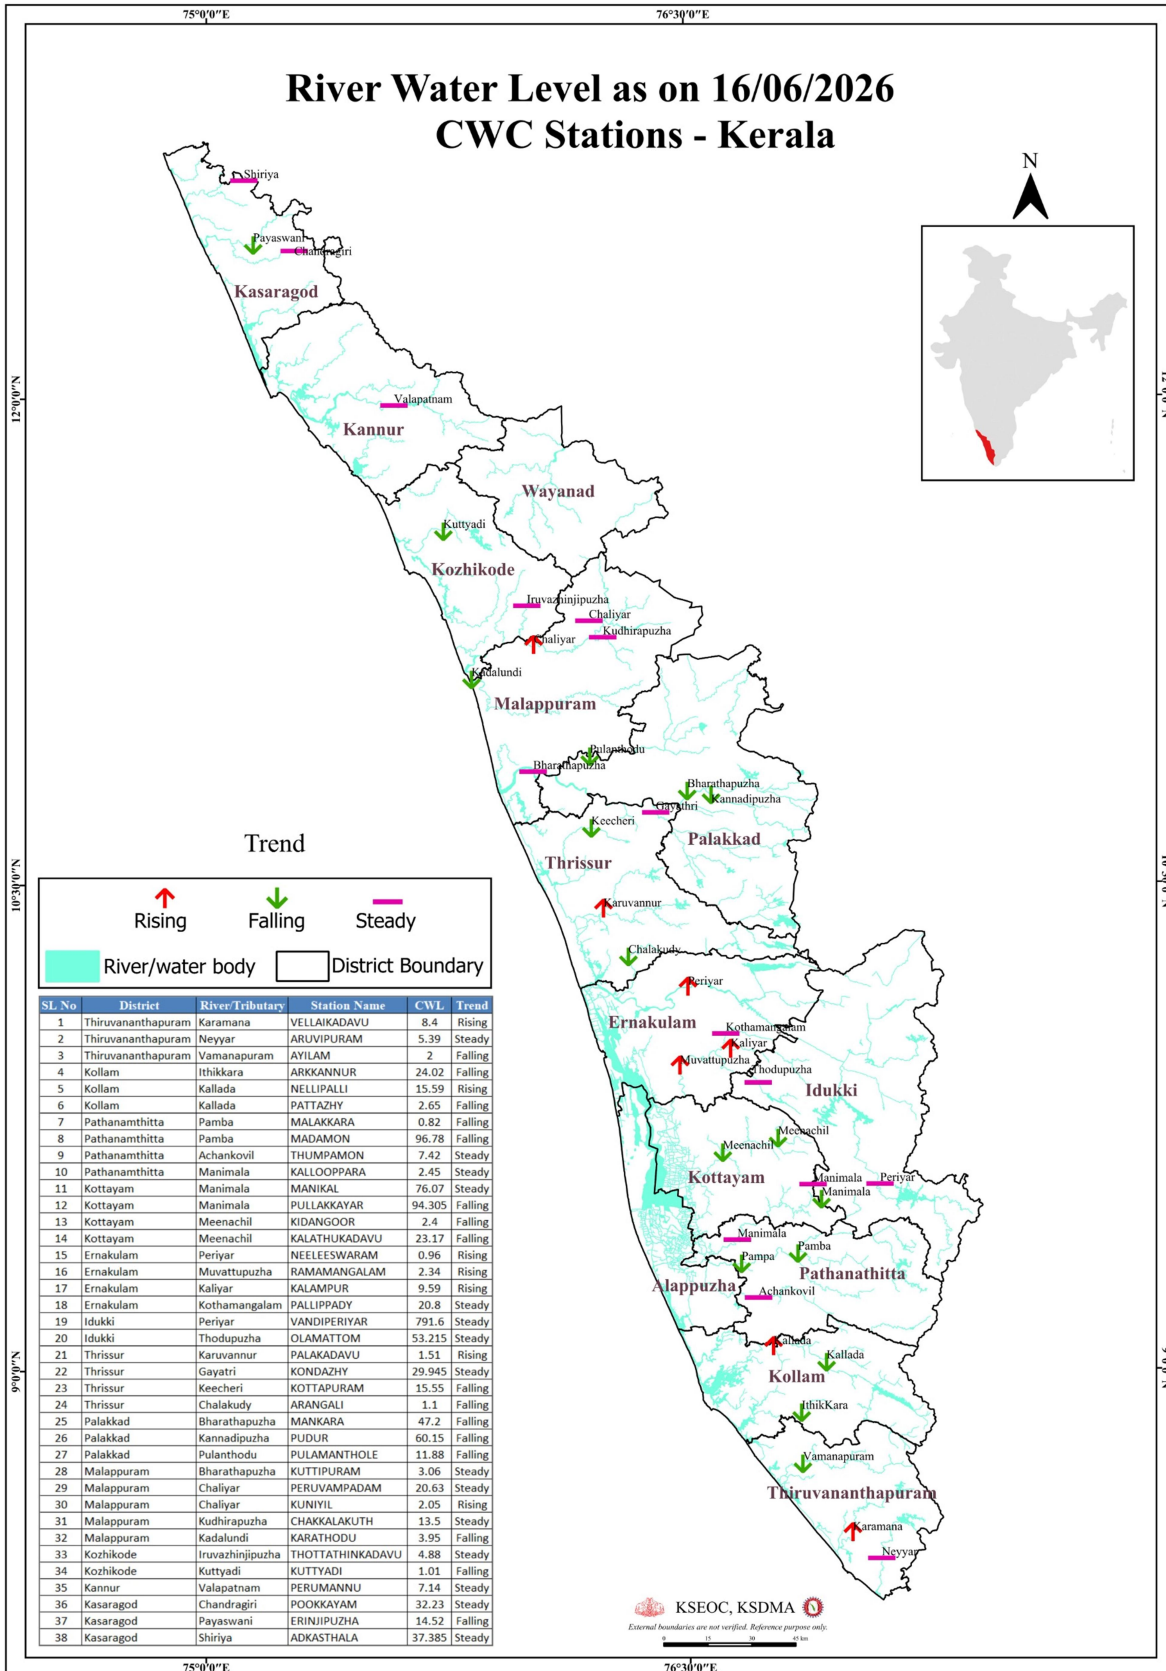 75°0'0"E 76°30'0"E
River Water Level as on 16/06/2026
CWC Stations - Kerala
N
Shiriya
Payaswani
Chandragiri
Kasaragod
12°0'0"N
Valapatnam
Kannur
Wayanad
Kuttyadi
Kozhikode
Iruvazhinjipuzha
Chaliyar
Kudhirapuzha
Chaliyar
Kadalundi
Malappuram
Pulanthodu
Bharathapuzha
Bharathapuzha
Kannadipuzha
Gayathri
Keecheri
Palakkad
Thrissur
Karuvannur
Chalakudy
Periyar
Ernakulam
Kothamangalam
Kaliyar
Muvattupuzha
Thodupuzha
Idukki
Meenachil
Meenachil
Kottayam
Manimala
Periyar
Manimala
Manimala
Pamba
Pampa
Pathanathitta
Alappuzha
Achankovil
Kallada
Kallada
Kollam
IthikKara
Vamanapuram
Thiruvananthapuram
Karamana
Neyyar
10°30'0"N
9°0'0"N
Trend
Rising Falling Steady
River/water body District Boundary
SL No District River/Tributary Station Name CWL Trend
1 Thiruvananthapuram Karamana VELLAIKADAVU 8.4 Rising
2 Thiruvananthapuram Neyyar ARUVIPURAM 5.39 Steady
3 Thiruvananthapuram Vamanapuram AYILAM 2 Falling
4 Kollam Ithikkara ARKKANNUR 24.02 Falling
5 Kollam Kallada NELLIPALLI 15.59 Rising
6 Kollam Kallada PATTAZHY 2.65 Falling
7 Pathanamthitta Pamba MALAKKARA 0.82 Falling
8 Pathanamthitta Pamba MADAMON 96.78 Falling
9 Pathanamthitta Achankovil THUMPAMON 7.42 Steady
10 Pathanamthitta Manimala KALLOOPPARA 2.45 Steady
11 Kottayam Manimala MANIKAL 76.07 Steady
12 Kottayam Manimala PULLAKKAYAR 94.305 Falling
13 Kottayam Meenachil KIDANGOOR 2.4 Falling
14 Kottayam Meenachil KALATHUKADAVU 23.17 Falling
15 Ernakulam Periyar NEELEESWARAM 0.96 Rising
16 Ernakulam Muvattupuzha RAMAMANGALAM 2.34 Rising
17 Ernakulam Kaliyar KALAMPUR 9.59 Rising
18 Ernakulam Kothamangalam PALLIPPADY 20.8 Steady
19 Idukki Periyar VANDIPERIYAR 791.6 Steady
20 Idukki Thodupuzha OLAMATTOM 53.215 Steady
21 Thrissur Karuvannur PALAKADAVU 1.51 Rising
22 Thrissur Gayatri KONDAZHY 29.945 Steady
23 Thrissur Keecheri KOTTAPURAM 15.55 Falling
24 Thrissur Chalakudy ARANGALI 1.1 Falling
25 Palakkad Bharathapuzha MANKARA 47.2 Falling
26 Palakkad Kannadipuzha PUDUR 60.15 Falling
27 Palakkad Pulanthodu PULAMANTHOLE 11.88 Falling
28 Malappuram Bharathapuzha KUTTIPURAM 3.06 Steady
29 Malappuram Chaliyar PERUVAMPADAM 20.63 Steady
30 Malappuram Chaliyar KUNIYIL 2.05 Rising
31 Malappuram Kudhirapuzha CHAKKALAKUTH 13.5 Steady
32 Malappuram Kadalundi KARATHODU 3.95 Falling
33 Kozhikode Iruvazhinjipuzha THOTTATHINKADAVU 4.88 Steady
34 Kozhikode Kuttyadi KUTTYADI 1.01 Falling
35 Kannur Valapatnam PERUMANNU 7.14 Steady
36 Kasaragod Chandragiri POOKKAYAM 32.23 Steady
37 Kasaragod Payaswani ERINJIPUZHA 14.52 Falling
38 Kasaragod Shiriya ADKASTHALA 37.385 Steady
KSEOC, KSDMA
External boundaries are not verified. Reference purpose only.
0 15 30 45 km
75°0'0"E 76°30'0"E